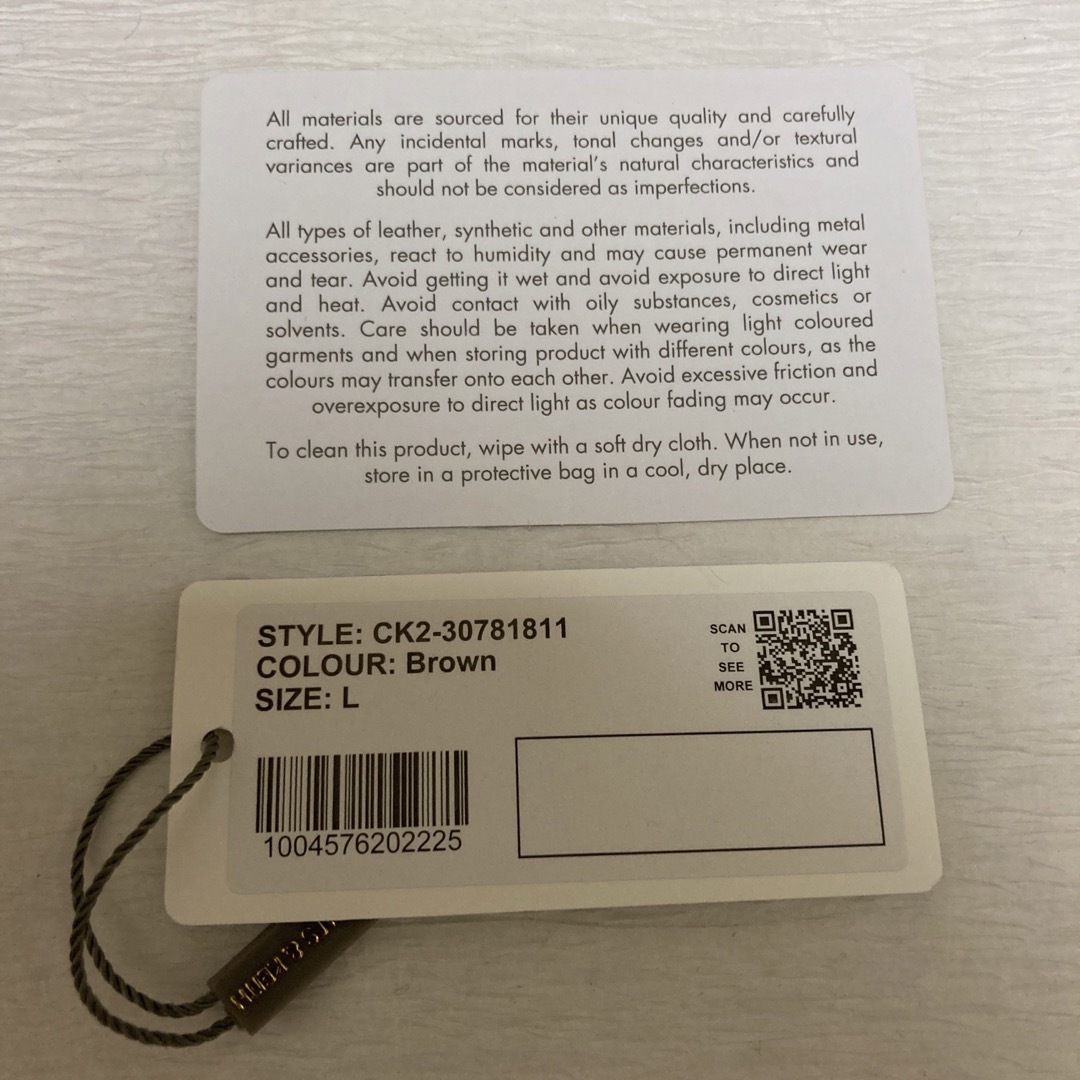 All materials are sourced for their unique quality and carefully
crafted. Any incidental marks, tonal changes and/or textural
variances are part of the material's natural characteristics and
should not be considered as imperfections.
All types of leather, synthetic and other materials, including metal
accessories, react to humidity and may cause permanent wear
and tear. Avoid getting it wet and avoid exposure to direct light
and heat. Avoid contact with oily substances, cosmetics or
solvents. Care should be taken when wearing light coloured
garments and when storing product with different colours, as the
colours may transfer onto each other. Avoid excessive friction and
overexposure to direct light as colour fading may occur.
To clean this product, wipe with a soft dry cloth. When not in use,
store in a protective bag in a cool, dry place.
STYLE: CK2-30781811
COLOUR: Brown
SIZE: L
SCAN
TO
SEE
MORE
1004576202225
& KEITH